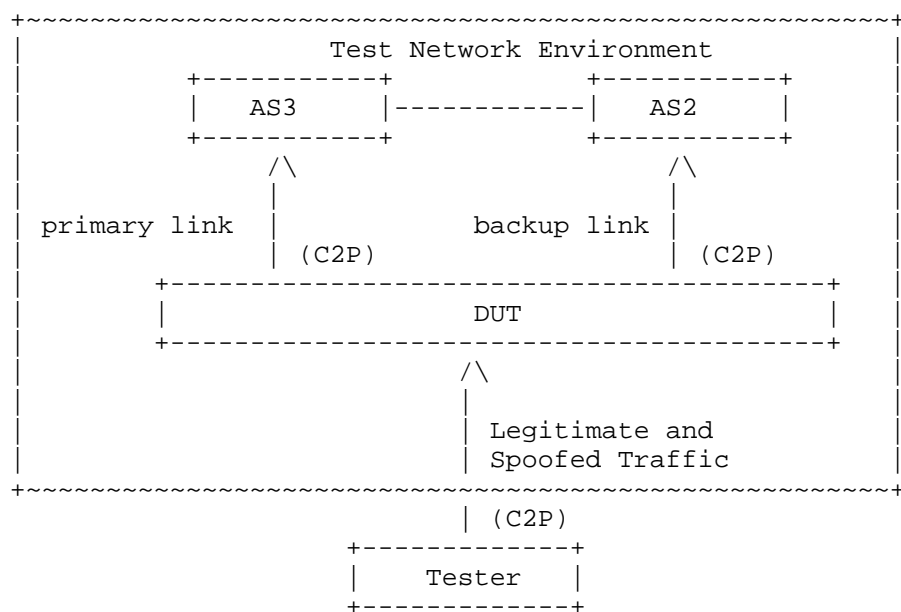 Test Network Environment
AS3 AS2
primary link backup link
(C2P) (C2P)
DUT
Legitimate and
Spoofed Traffic
(C2P)
Tester